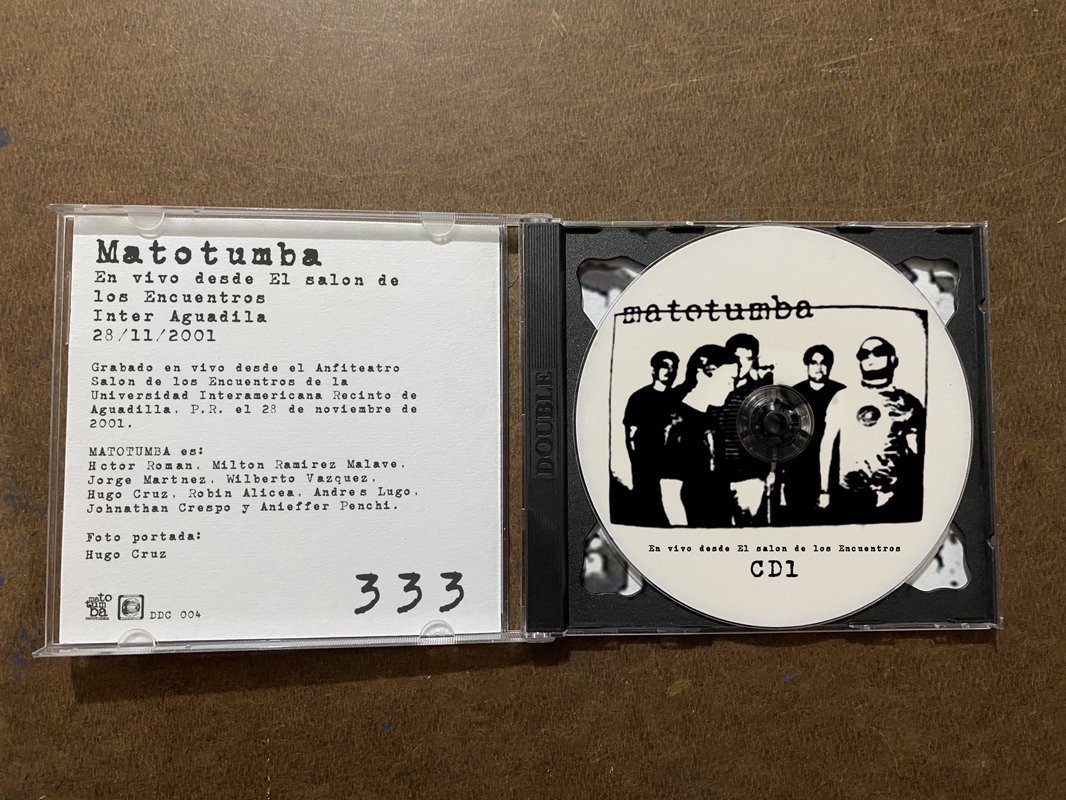 Matotumba
En vivo desde El salon de
los Encuentros
Inter Aguadila
28/11/2001
Grabado en vivo desde el Anfiteatro
Salon de los Encuentros de la
Universidad Interamericana Recinto de
Aguadilla, P.R. el 28 de noviembre de
2001.
MATOTUMBA es:
Hctor Roman, Milton Ramirez Malave,
Jorge Martnez, Wilberto Vazquez,
Hugo Cruz, Robin Alicea, Andres Lugo,
Johnathan Crespo y Anieffer Penchi.
Foto portada:
Hugo Cruz
333
mato
tum
ba
matotumba
DDC 004
DOUBLE
matotumba
En vivo desde El salon de los Encuentros
CD1